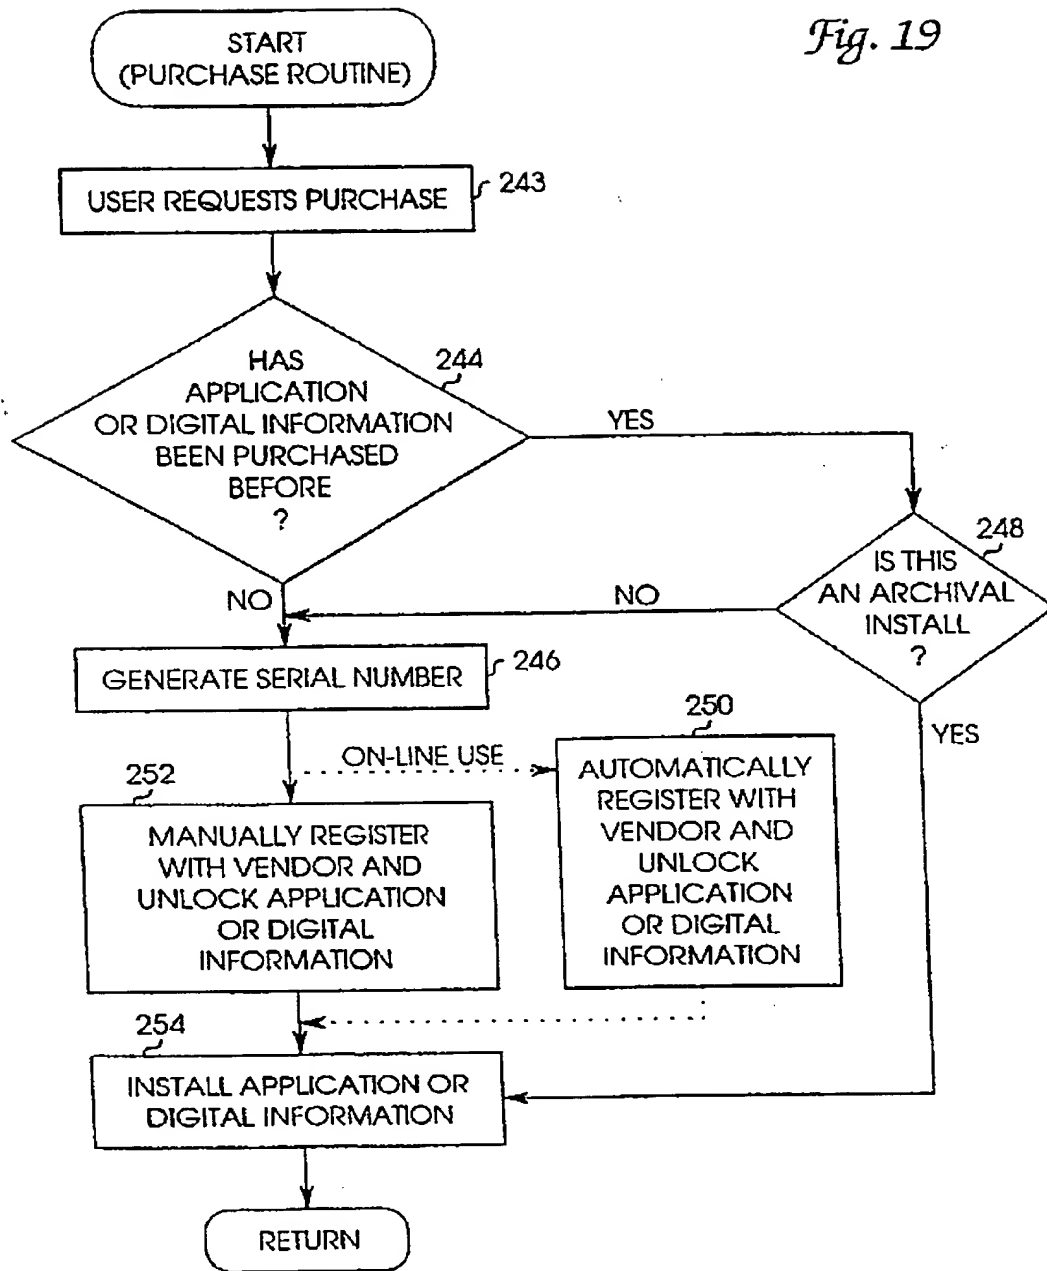 Fig. 19
START
(PURCHASE ROUTINE)
USER REQUESTS PURCHASE
243
HAS
APPLICATION
OR DIGITAL INFORMATION
BEEN PURCHASED
BEFORE
?
244
YES
248
IS THIS
AN ARCHIVAL
INSTALL
?
NO
NO
YES
GENERATE SERIAL NUMBER
246
ON-LINE USE
250
AUTOMATICALLY
REGISTER WITH
VENDOR AND
UNLOCK
APPLICATION
OR DIGITAL
INFORMATION
252
MANUALLY REGISTER
WITH VENDOR AND
UNLOCK APPLICATION
OR DIGITAL
INFORMATION
254
INSTALL APPLICATION OR
DIGITAL INFORMATION
RETURN